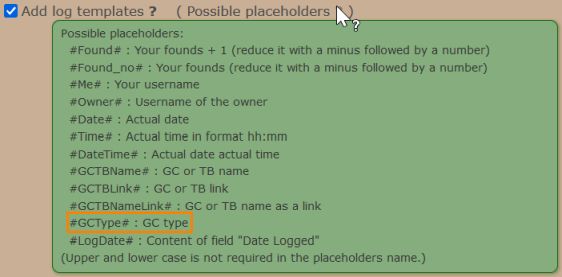 Add log templates ? ( Possible placeholders )
?
Possible placeholders:
#Found# : Your founds + 1 (reduce it with a minus followed by a number)
#Found_no# : Your founds (reduce it with a minus followed by a number)
#Me# : Your username
#Owner# : Username of the owner
#Date# : Actual date
#Time# : Actual time in format hh:mm
#DateTime# : Actual date actual time
#GCTBName# : GC or TB name
#GCTBLink# : GC or TB link
#GCTBNameLink# : GC or TB name as a link
#GCType# : GC type
#LogDate# : Content of field "Date Logged"
(Upper and lower case is not required in the placeholders name.)